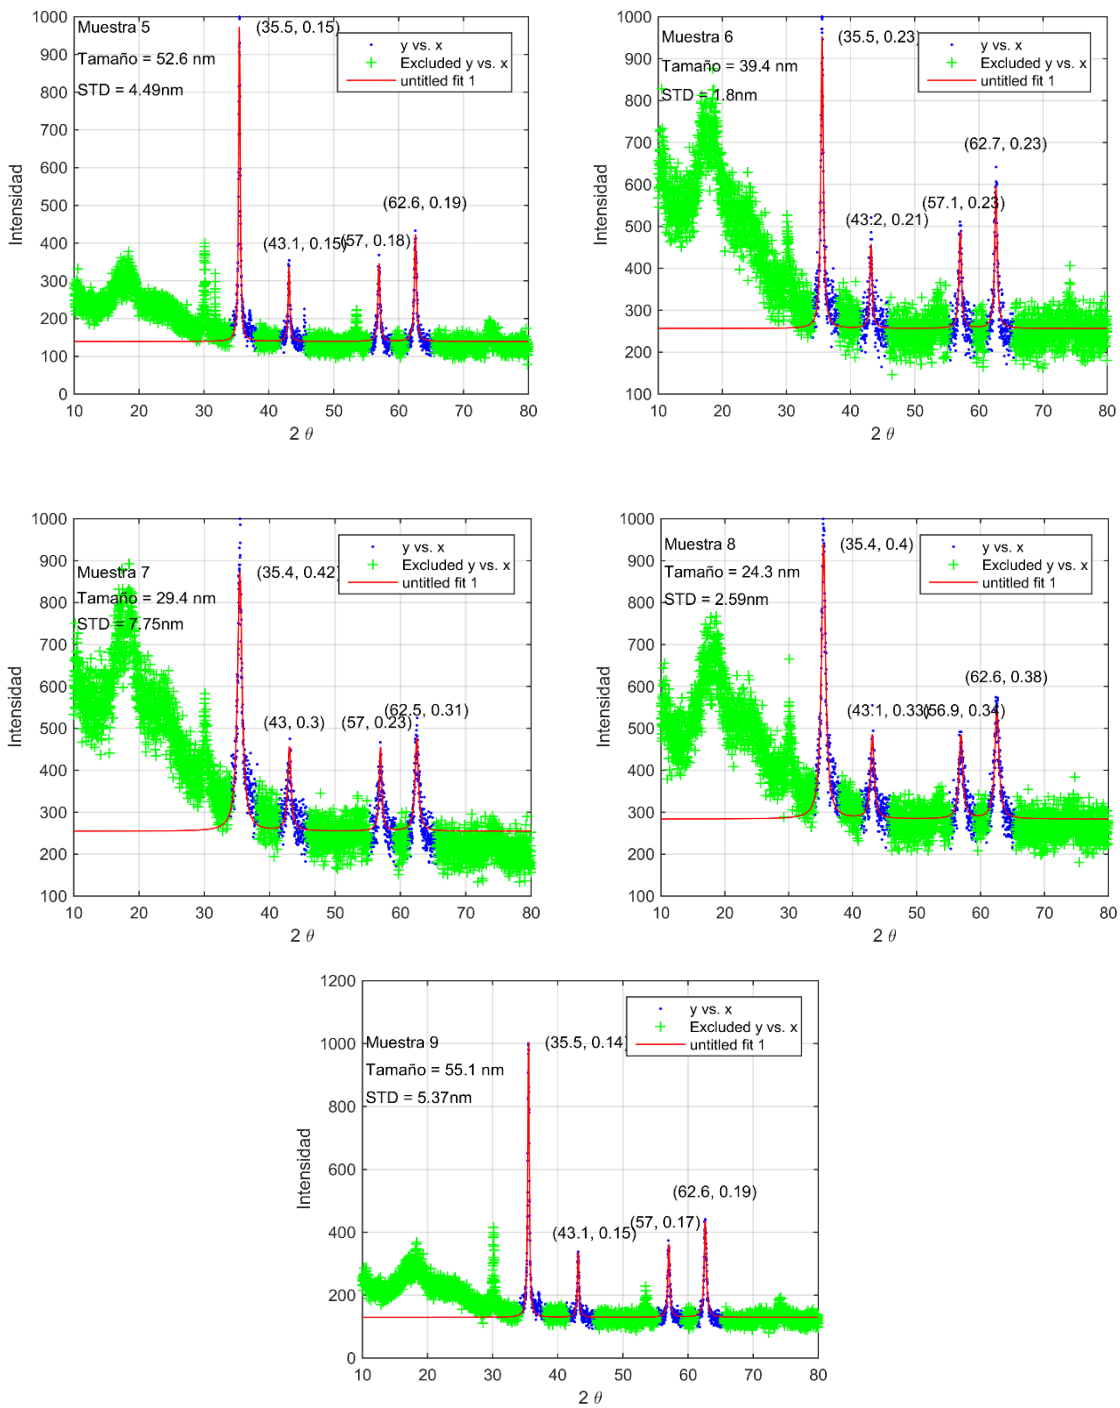 Muestra 5
Tamaño = 52.6 nm
STD = 4.49nm
(35.5, 0.15)
(43.1, 0.15)
(57, 0.18)
(62.6, 0.19)
y vs. x
Excluded y vs. x
untitled fit 1
Intensidad
1000
900
800
700
600
500
400
300
200
100
0
10 20 30 40 50 60 70 80
2 θ
Muestra 6
Tamaño = 39.4 nm
STD = 1.8nm
(35.5, 0.23)
(43.2, 0.21)
(57.1, 0.23)
(62.7, 0.23)
y vs. x
Excluded y vs. x
untitled fit 1
Intensidad
1000
900
800
700
600
500
400
300
200
100
10 20 30 40 50 60 70 80
2 θ
Muestra 7
Tamaño = 29.4 nm
STD = 7.75nm
(35.4, 0.42)
(43, 0.3)
(57, 0.23)
(62.5, 0.31)
y vs. x
Excluded y vs. x
untitled fit 1
Intensidad
1000
900
800
700
600
500
400
300
200
100
10 20 30 40 50 60 70 80
2 θ
Muestra 8
Tamaño = 24.3 nm
STD = 2.59nm
(35.4, 0.4)
(43.1, 0.33)
(56.9, 0.34)
(62.6, 0.38)
y vs. x
Excluded y vs. x
untitled fit 1
Intensidad
1000
900
800
700
600
500
400
300
200
100
10 20 30 40 50 60 70 80
2 θ
Muestra 9
Tamaño = 55.1 nm
STD = 5.37nm
(35.5, 0.14)
(43.1, 0.15)
(57, 0.17)
(62.6, 0.19)
y vs. x
Excluded y vs. x
untitled fit 1
Intensidad
1200
1000
800
600
400
200
0
10 20 30 40 50 60 70 80
2 θ